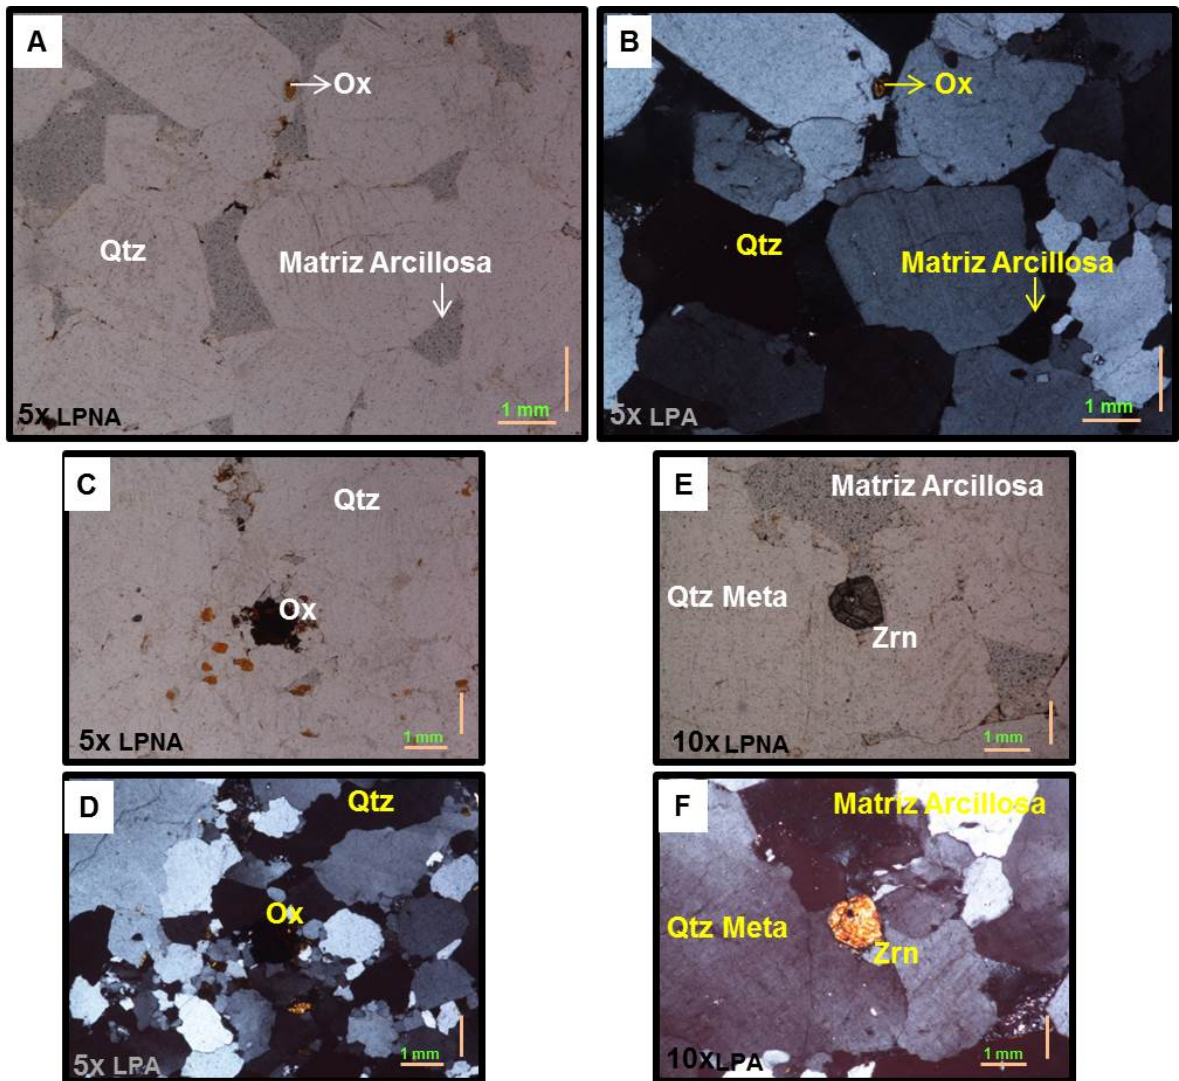 A
Ox
Qtz
Matriz Arcillosa
5x LPNA
1 mm
B
Ox
Qtz
Matriz Arcillosa
5x LPA
1 mm
C
Qtz
Ox
5x LPNA
1 mm
E
Matriz Arcillosa
Qtz Meta
Zrn
10x LPNA
1 mm
D
Qtz
Ox
5x LPA
1 mm
F
Matriz Arcillosa
Qtz Meta
Zrn
10x LPA
1 mm